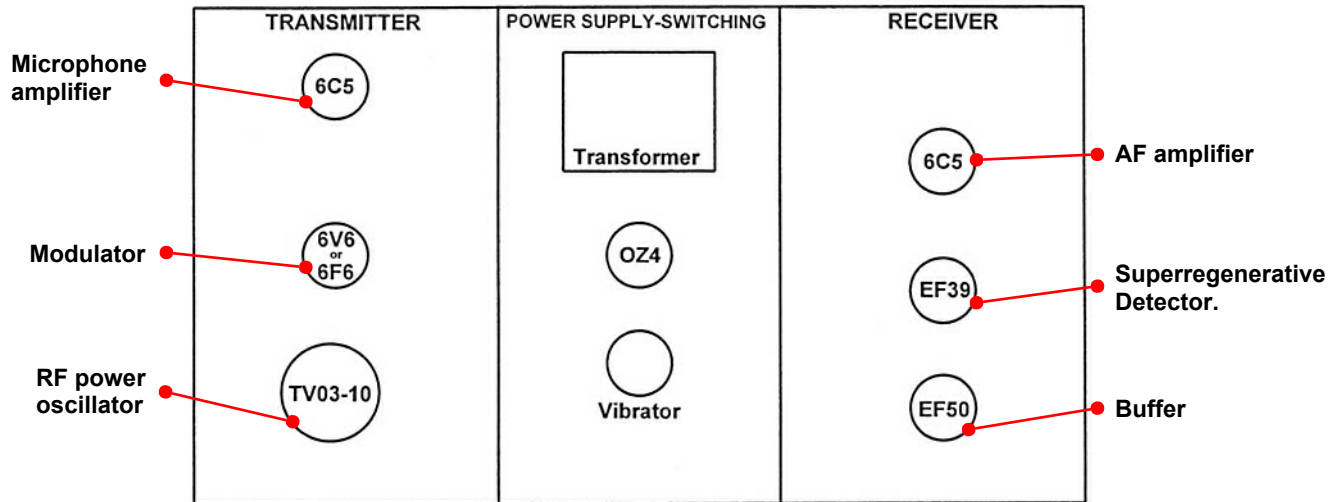 TRANSMITTER
POWER SUPPLY-SWITCHING
RECEIVER
Microphone
amplifier
6C5
Modulator
6V6
or
6F6
RF power
oscillator
TV03-10
Transformer
OZ4
Vibrator
6C5
AF amplifier
EF39
Superregenerative
Detector.
EF50
Buffer